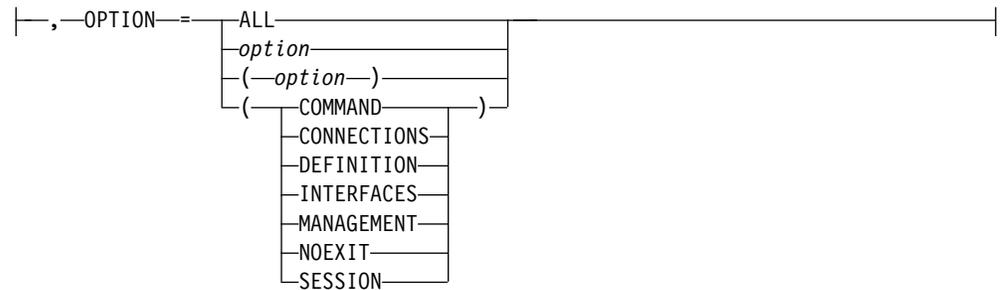 , OPTION = ALL
option
( option )
( COMMAND )
CONNECTIONS
DEFINITION
INTERFACES
MANAGEMENT
NOEXIT
SESSION